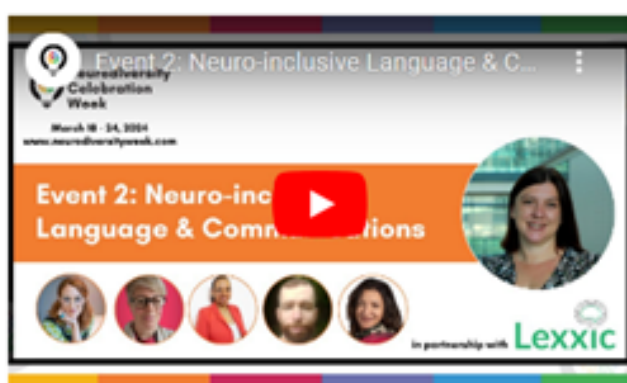 Event 2: Neuro-inclusive Language & C...
Neurodiversity
Celebration
Week
March 18 - 24, 2024
www.neurodiversityweek.com
Event 2: Neuro-inc
Language & Comm ations
in partnership with Lexxic